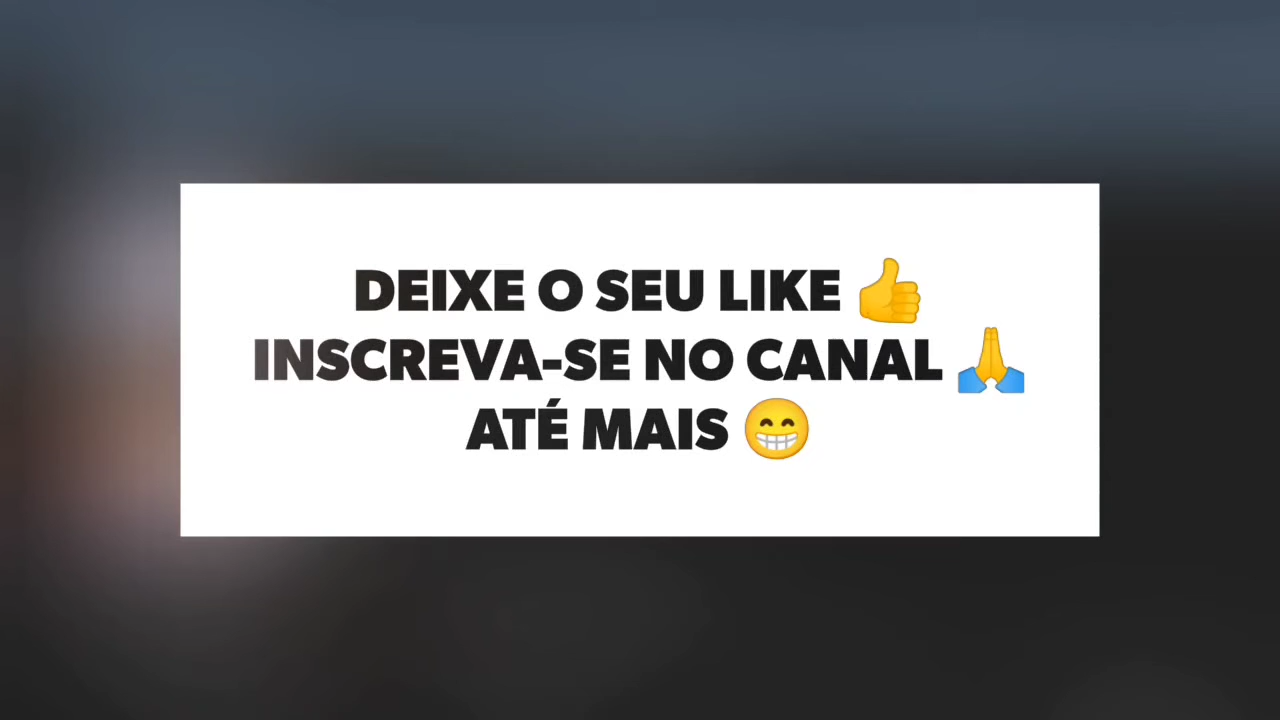 DEIXE O SEU LIKE 👍
INSCREVA-SE NO CANAL 🙏
ATÉ MAIS 😁